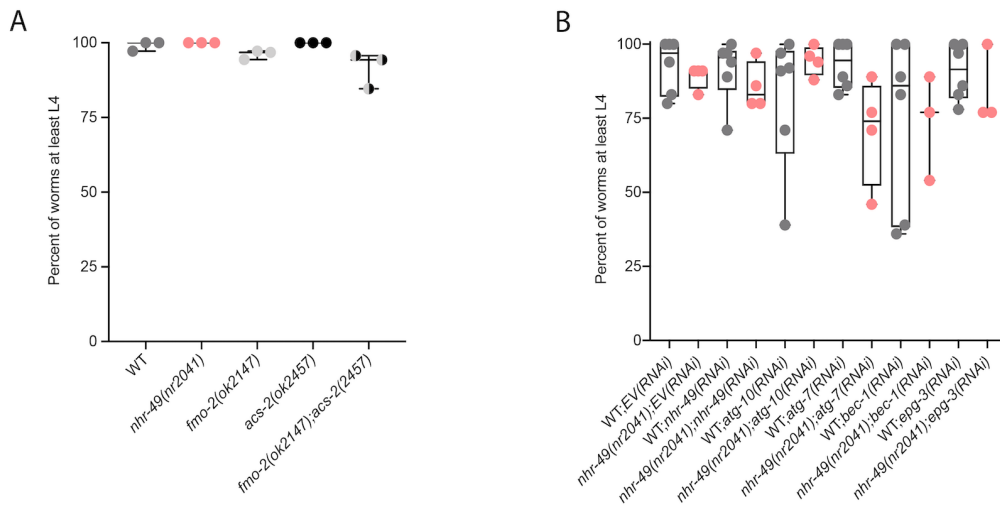 A
Percent of worms at least L4
100
75
50
25
0
WT
nhr-49(nr2041)
fmo-2(ok2147)
acs-2(ok2457)
fmo-2(ok2147);acs-2(2457)
B
Percent of worms at least L4
100
75
50
25
0
WT;EV(RNAi)
nhr-49(nr2041);EV(RNAi)
WT;nhr-49(RNAi)
nhr-49(nr2041);nhr-49(RNAi)
WT;atg-10(RNAi)
nhr-49(nr2041);atg-10(RNAi)
WT;atg-7(RNAi)
nhr-49(nr2041);atg-7(RNAi)
WT;bec-1(RNAi)
nhr-49(nr2041);bec-1(RNAi)
WT;epg-3(RNAi)
nhr-49(nr2041);epg-3(RNAi)